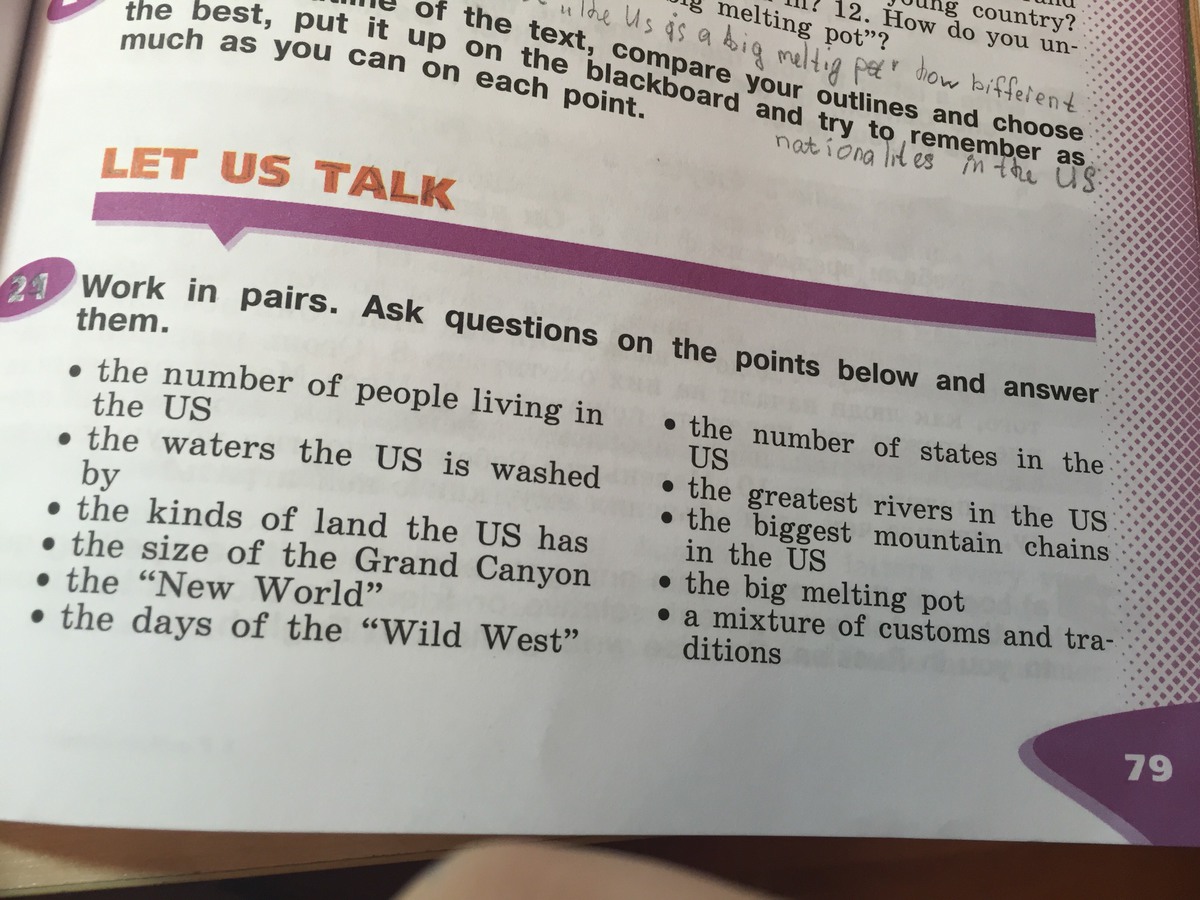 young country?
melting pot”? 12. How do you un-
the Us is a big meltig pot how bifferent
of the text, compare your outlines and choose
the best, put it up on the blackboard and try to remember as
much as you can on each point.
nationalites in the US
LET US TALK
21 Work in pairs. Ask questions on the points below and answer
them.
• the number of people living in
the US
• the waters the US is washed
by
• the kinds of land the US has
• the size of the Grand Canyon
• the “New World”
• the days of the “Wild West”
• the number of states in the
US
• the greatest rivers in the US
• the biggest mountain chains
in the US
• the big melting pot
• a mixture of customs and tra-
ditions
79